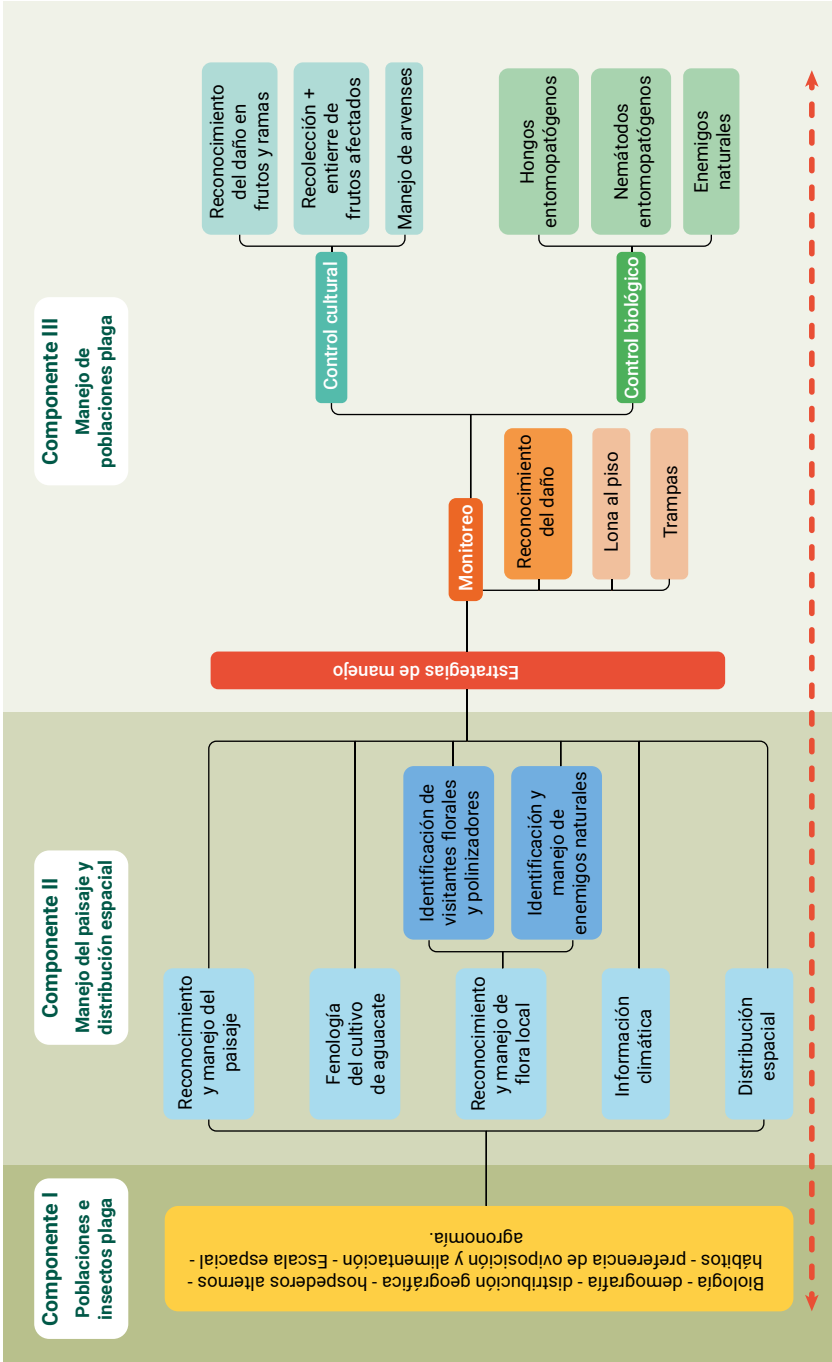 Componente I
Poblaciones e
insectos plaga
Biología - demografía - distribución geográfica - hospederos alternos -
hábitos - preferencia de oviposición y alimentación - Escala espacial -
agronomía.
Componente II
Manejo del paisaje y
distribución espacial
Reconocimiento
y manejo del
paisaje
Fenología
del cultivo
de aguacate
Reconocimiento
y manejo de
flora local
Identificación de
visitantes florales
y polinizadores
Identificación y
manejo de
enemigos naturales
Información
climática
Distribución
espacial
Componente III
Manejo de
poblaciones plaga
Estrategias de manejo
Monitoreo
Reconocimiento
del daño
Lona al piso
Trampas
Control cultural
Reconocimiento
del daño en
frutos y ramas
Recolección +
entierre de
frutos afectados
Manejo de arvenses
Control biológico
Hongos
entomopatógenos
Nemátodos
entomopatógenos
Enemigos
naturales